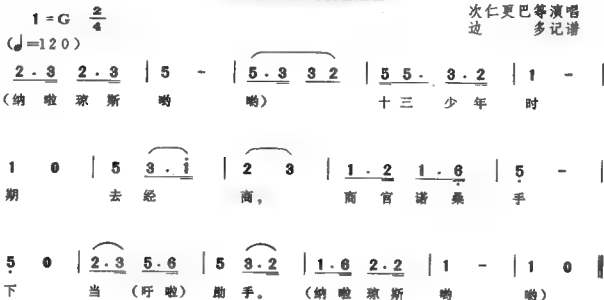 1=G 2/4
次仁更巴等演唱
(♩=120)
边 多记谱
2·3 2·3 | 5 - | 5·3 3 2 | 5 5· 3·2 | 1 - |
(纳 啦 琼 斯 哟 哟) 十 三 少 年 时
1 0 | 5 3·i | 2 3 | 1·2 1·6 | 5 - |
期 去 经 商, 商 官 诺 桑 手
5 0 | 2·3 5·6 | 5 3·2 | 1·6 2·2 | 1 - | 1 0 ‖
下 当 (吁 啦) 助 手。 (纳 啦 琼 斯 哟 哟)